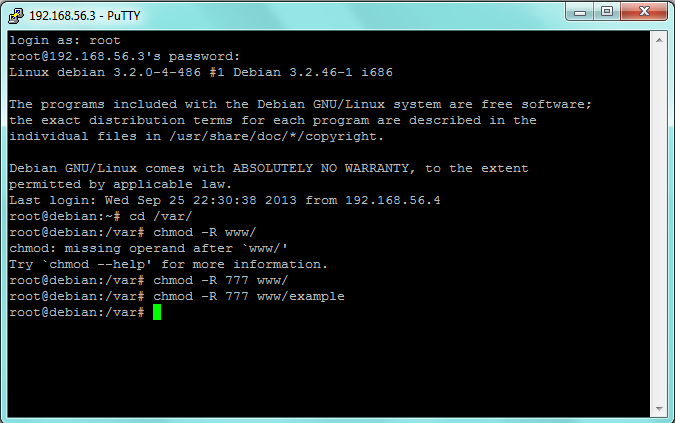 192.168.56.3 - PuTTY
login as: root
root@192.168.56.3's password:
Linux debian 3.2.0-4-486 #1 Debian 3.2.46-1 i686
The programs included with the Debian GNU/Linux system are free software;
the exact distribution terms for each program are described in the
individual files in /usr/share/doc/*/copyright.
Debian GNU/Linux comes with ABSOLUTELY NO WARRANTY, to the extent
permitted by applicable law.
Last login: Wed Sep 25 22:30:38 2013 from 192.168.56.4
root@debian:~# cd /var/
root@debian:/var# chmod -R www/
chmod: missing operand after `www/'
Try `chmod --help' for more information.
root@debian:/var# chmod -R 777 www/
root@debian:/var# chmod -R 777 www/example
root@debian:/var#